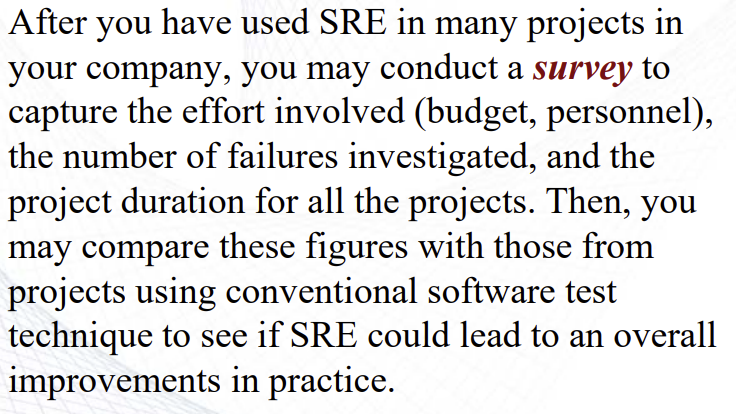 After you have used SRE in many projects in
your company, you may conduct a survey to
capture the effort involved (budget, personnel),
the number of failures investigated, and the
project duration for all the projects. Then, you
may compare these figures with those from
projects using conventional software test
technique to see if SRE could lead to an overall
improvements in practice.